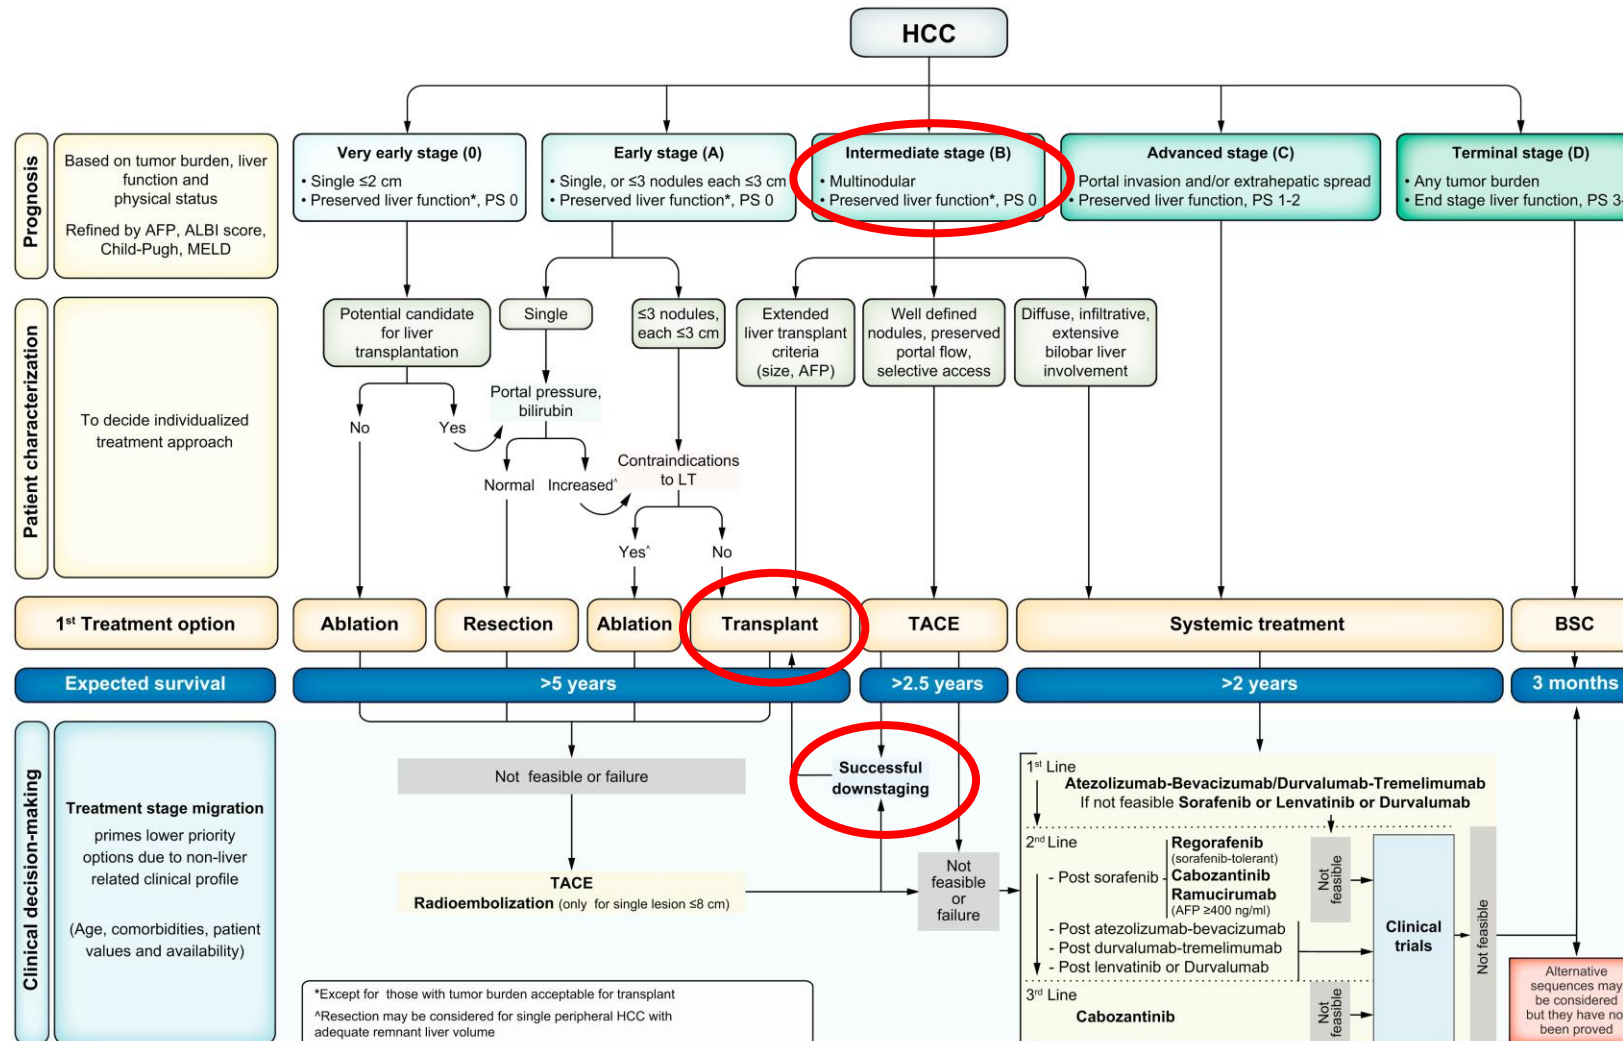 HCC
Prognosis
Based on tumor burden, liver
function and
physical status
Refined by AFP, ALBI score,
Child-Pugh, MELD
Very early stage (0)
• Single ≤2 cm
• Preserved liver function*, PS 0
Early stage (A)
• Single, or ≤3 nodules each ≤3 cm
• Preserved liver function*, PS 0
Intermediate stage (B)
• Multinodular
• Preserved liver function*, PS 0
Advanced stage (C)
Portal invasion and/or extrahepatic spread
• Preserved liver function, PS 1-2
Terminal stage (D)
• Any tumor burden
• End stage liver function, PS 3-
Patient characterization
To decide individualized
treatment approach
Potential candidate
for liver
transplantation
Single
≤3 nodules,
each ≤3 cm
Extended
liver transplant
criteria
(size, AFP)
Well defined
nodules, preserved
portal flow,
selective access
Diffuse, infiltrative,
extensive
bilobar liver
involvement
Portal pressure,
bilirubin
No
Yes
Contraindications
to LT
Normal
Increased^
Yes^
No
1st Treatment option
Ablation
Resection
Ablation
Transplant
TACE
Systemic treatment
BSC
Expected survival
>5 years
>2.5 years
>2 years
3 months
Clinical decision-making
Treatment stage migration
primes lower priority
options due to non-liver
related clinical profile
(Age, comorbidities, patient
values and availability)
Not feasible or failure
Successful
downstaging
TACE
Radioembolization (only for single lesion ≤8 cm)
Not
feasible
or
failure
1st Line
Atezolizumab-Bevacizumab/Durvalumab-Tremelimumab
If not feasible Sorafenib or Lenvatinib or Durvalumab
2nd Line
- Post sorafenib
Regorafenib
(sorafenib-tolerant)
Cabozantinib
Ramucirumab
(AFP ≥400 ng/ml)
Not
feasible
- Post atezolizumab-bevacizumab
- Post durvalumab-tremelimumab
- Post lenvatinib or Durvalumab
Clinical
trials
Not feasible
3rd Line
Cabozantinib
Not
feasible
Alternative
sequences may
be considered
but they have no
been proved
*Except for those with tumor burden acceptable for transplant
^Resection may be considered for single peripheral HCC with
adequate remnant liver volume